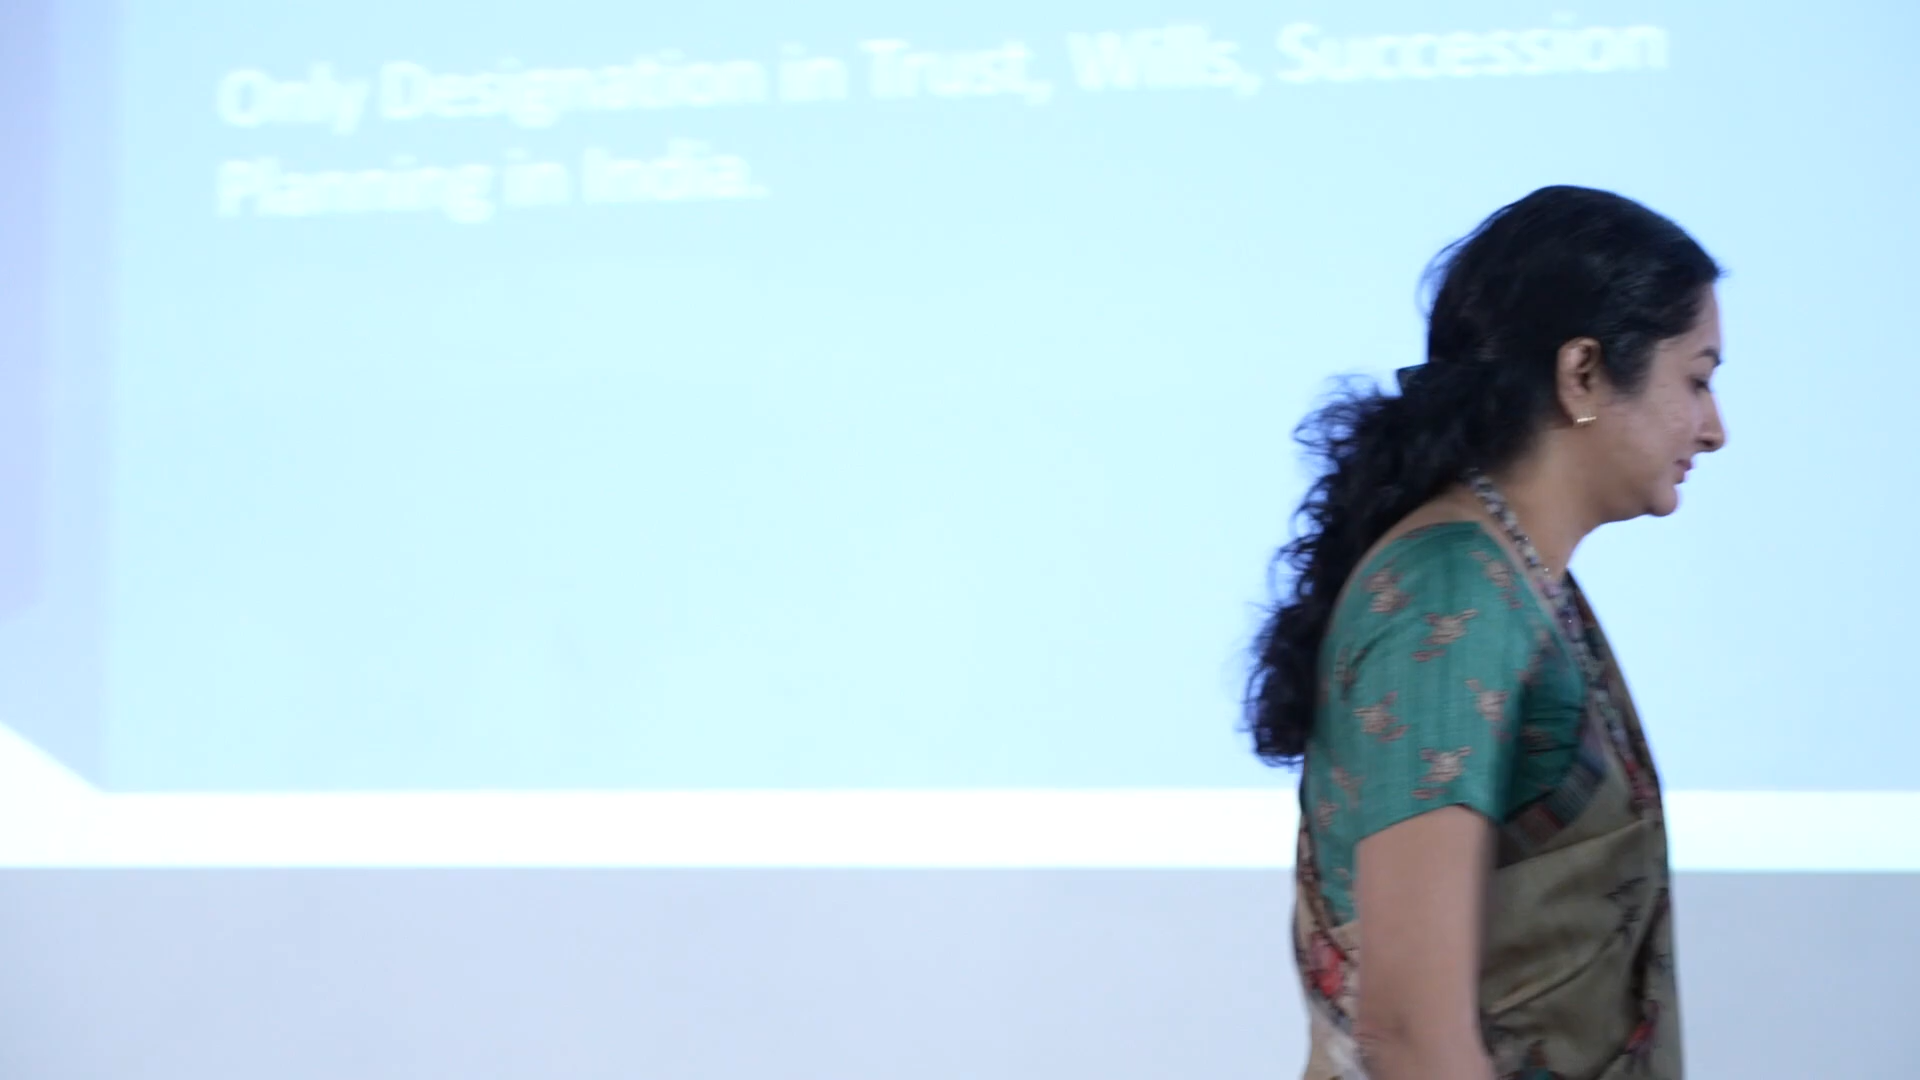 Only Designation in Trust, Wills, Succession
Planning in India.